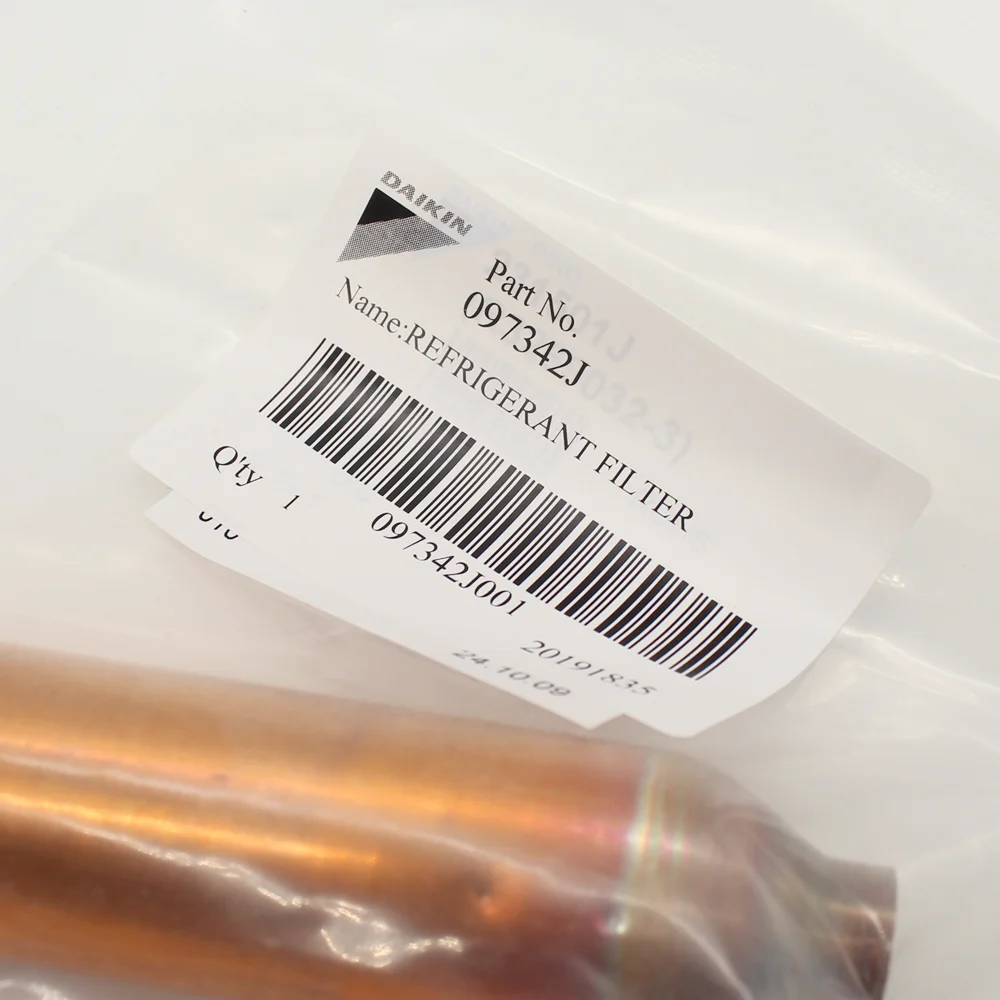 DAIKIN
Part No.
097342J
Name:REFRIGERANT FILTER
Q'ty 1
097342J001
20191835
24.10.09